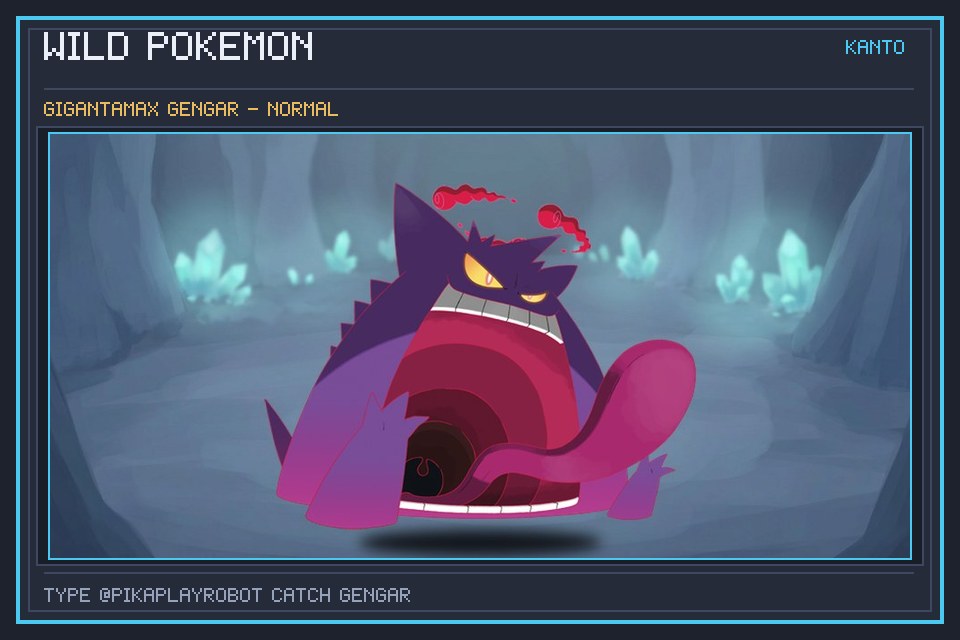 WILD POKEMON
KANTO
GIGANTAMAX GENGAR - NORMAL
TYPE @PIKAPLAYROBOT CATCH GENGAR